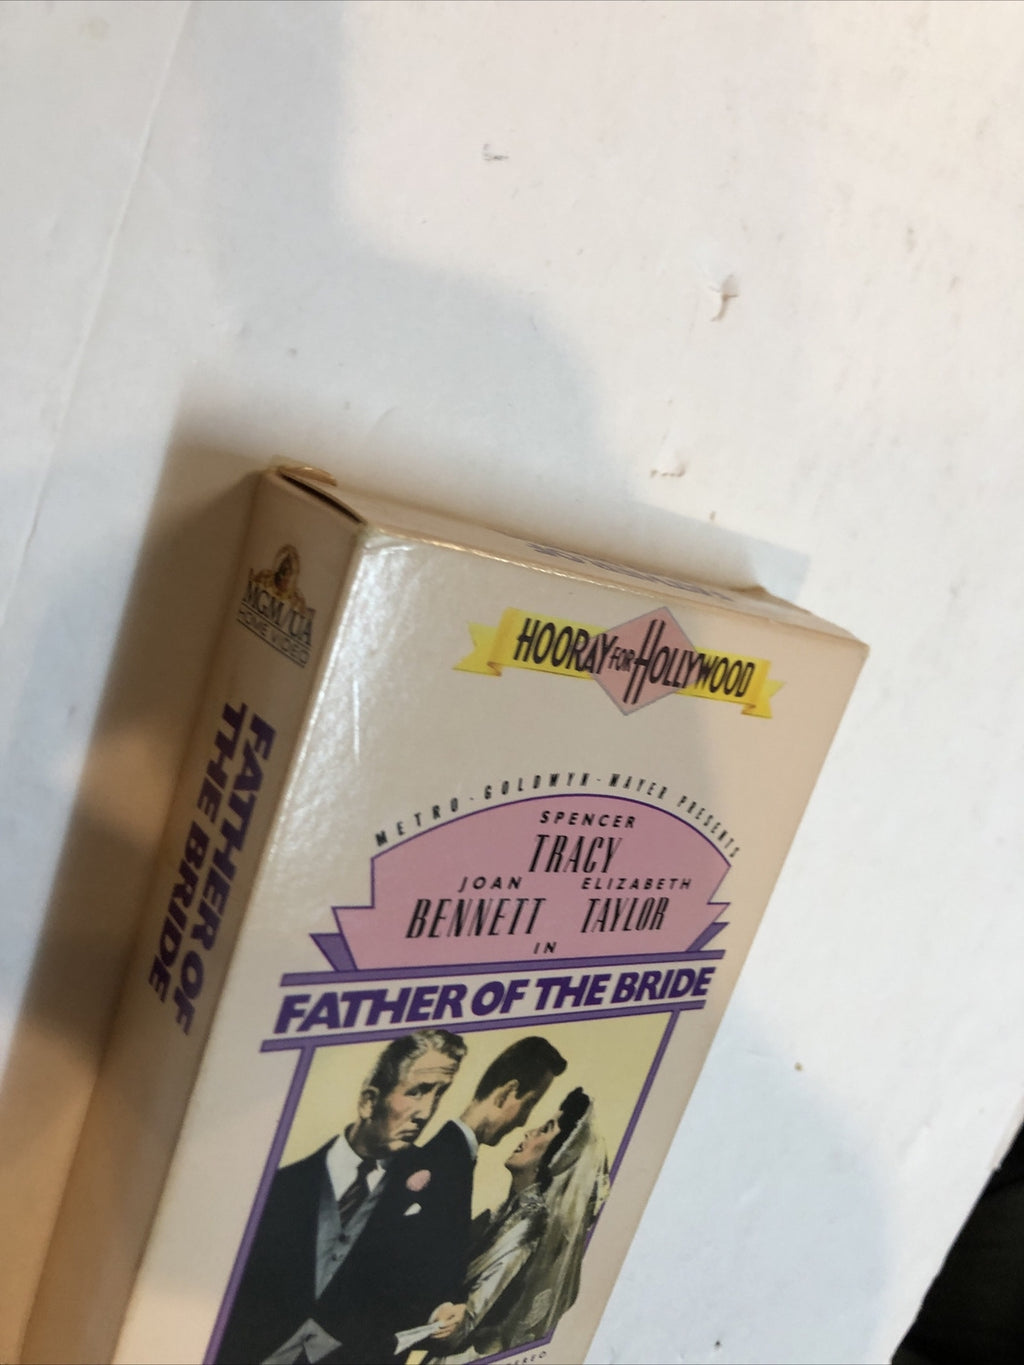 HOORAY FOR HOLLYWOOD
METRO-GOLDWYN-MAYER PRESENTS
SPENCER
TRACY
JOAN ELIZABETH
BENNETT TAYLOR
IN
FATHER OF THE BRIDE
MGM/UA
HOME VIDEO
FATHER OF
THE BRIDE